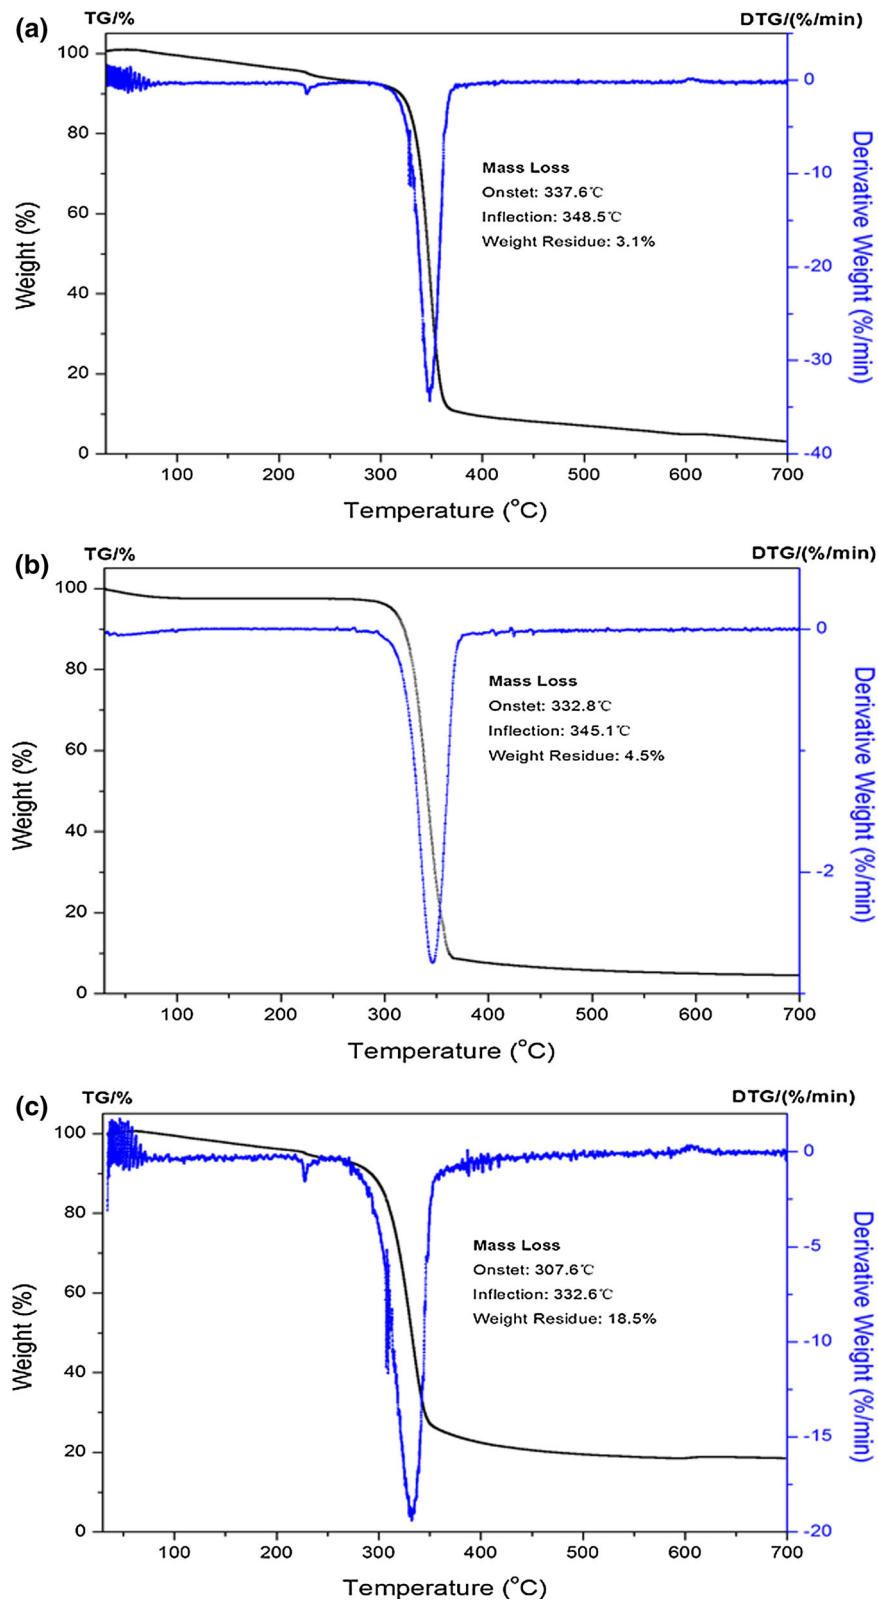 (a)
TG/%
DTG/(%/min)
100
80
60
40
20
0
Weight (%)
0
-10
-20
-30
-40
Derivative Weight (%/min)
Mass Loss
Onstet: 337.6℃
Inflection: 348.5℃
Weight Residue: 3.1%
100 200 300 400 500 600 700
Temperature (°C)
(b)
TG/%
DTG/(%/min)
100
80
60
40
20
0
Weight (%)
0
-2
Derivative Weight (%/min)
Mass Loss
Onstet: 332.8℃
Inflection: 345.1℃
Weight Residue: 4.5%
100 200 300 400 500 600 700
Temperature (°C)
(c)
TG/%
DTG/(%/min)
100
80
60
40
20
0
Weight (%)
0
-5
-10
-15
-20
Derivative Weight (%/min)
Mass Loss
Onstet: 307.6℃
Inflection: 332.6℃
Weight Residue: 18.5%
100 200 300 400 500 600 700
Temperature (°C)